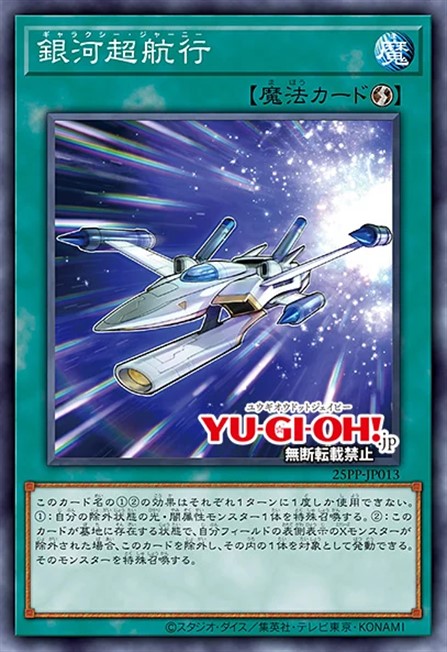 ギャラクシー・ジャーニー
銀河超航行
魔
まほう
【魔法カード】
ユウギオウドットジェイピー
YU-GI-OH!.jp
無断転載禁止
25PP-JP013
このカード名の①②の効果はそれぞれ1ターンに1度しか使用できない。
①:自分の除外状態の光・闇属性モンスター1体を特殊召喚する。②:この
カードが墓地に存在する状態で、自分フィールドの表側表示のXモンスターが
除外された場合、このカードを除外し、その内の1体を対象として発動できる。
そのモンスターを特殊召喚する。
©スタジオ・ダイス/集英社・テレビ東京・KONAMI